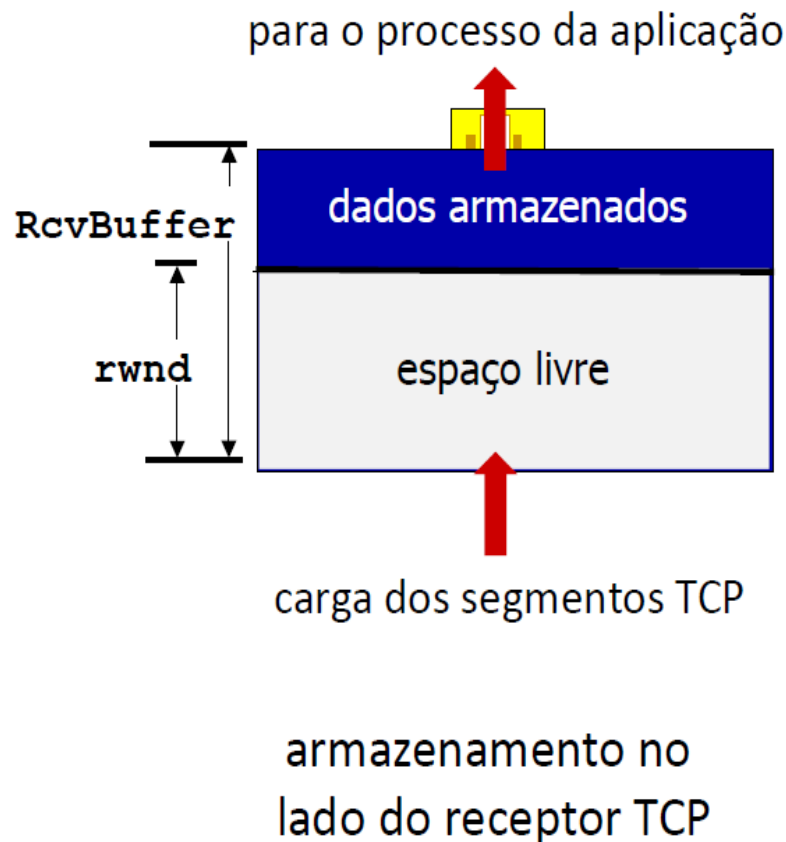 para o processo da aplicação
RcvBuffer
dados armazenados
rwnd
espaço livre
carga dos segmentos TCP
armazenamento no
lado do receptor TCP